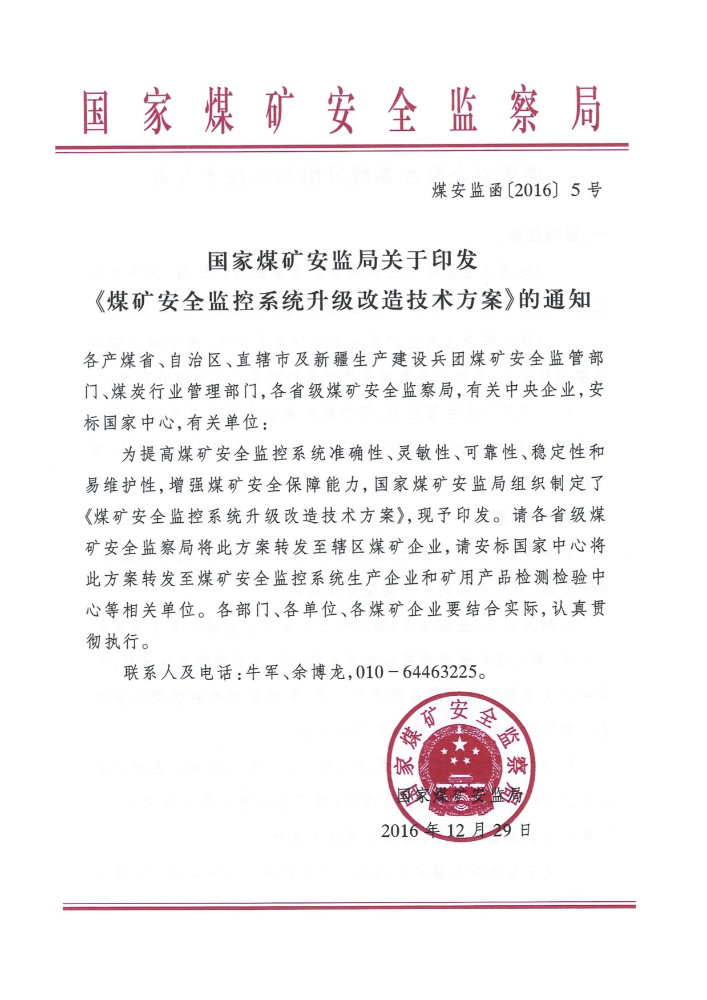 国家煤矿安全监察局
煤安监函〔2016〕5号
国家煤矿安监局关于印发
《煤矿安全监控系统升级改造技术方案》的通知
各产煤省、自治区、直辖市及新疆生产建设兵团煤矿安全监管部
门、煤炭行业管理部门,各省级煤矿安全监察局,有关中央企业,安
标国家中心,有关单位:
为提高煤矿安全监控系统准确性、灵敏性、可靠性、稳定性和
易维护性,增强煤矿安全保障能力,国家煤矿安监局组织制定了
《煤矿安全监控系统升级改造技术方案》,现予印发。请各省级煤
矿安全监察局将此方案转发至辖区煤矿企业,请安标国家中心将
此方案转发至煤矿安全监控系统生产企业和矿用产品检测检验中
心等相关单位。各部门、各单位、各煤矿企业要结合实际,认真贯
彻执行。
联系人及电话:牛军、余博龙,010-64463225。
国家煤矿安全监察局
国家煤矿安监局
2016年12月29日